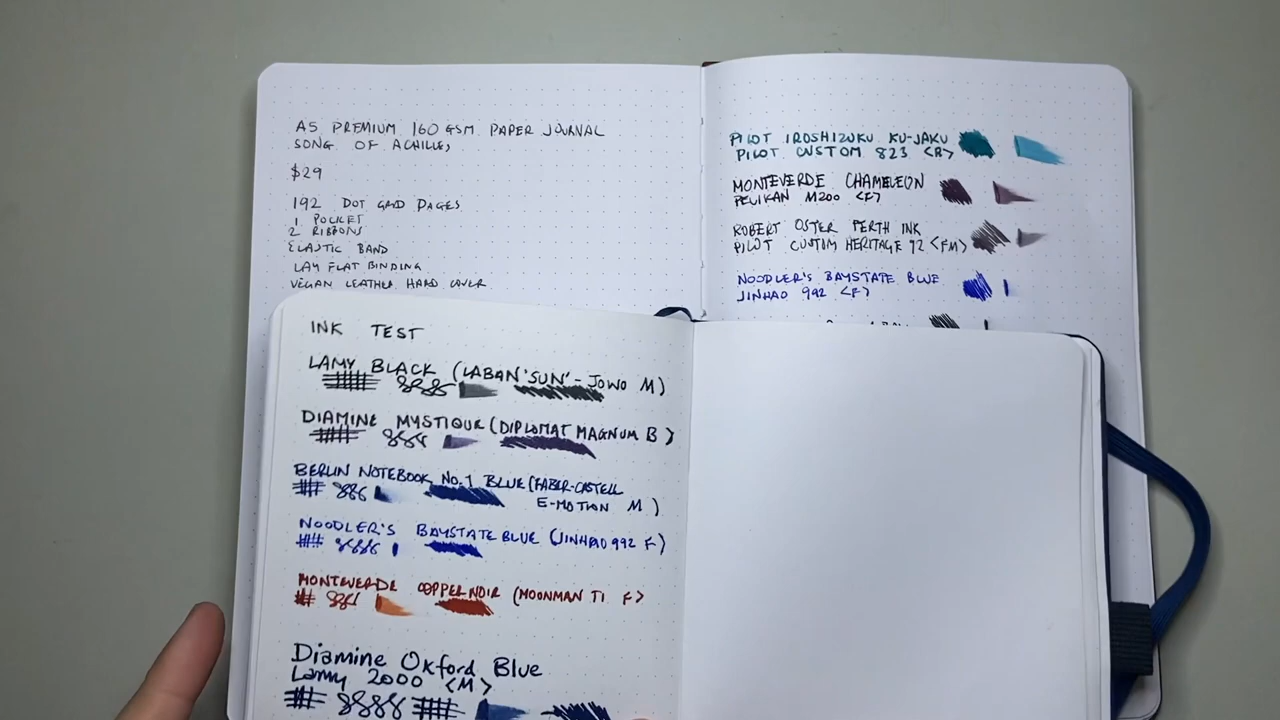 A5 PREMIUM 160 GSM PAPER JOURNAL
SONG OF ACHILLES
$29
192 DOT GRID PAGES
1 POCKET
2 RIBBONS
ELASTIC BAND
LAY FLAT BINDING
VEGAN LEATHER HARD COVER
PILOT IROSHIZUKU KU-JAKU
PILOT CUSTOM 823 <B>
MONTEVERDE CHAMELEON
PELIKAN M200 <F>
ROBERT OSTER PERTH INK
PILOT CUSTOM HERITAGE 92 <FM>
NOODLER'S BAYSTATE BLUE
JINHAO 992 <F>
INK TEST
LAMY BLACK (LABAN 'SUN' - JOWO M)
DIAMINE MYSTIQUE (DIPLOMAT MAGNUM B)
BERLIN NOTEBOOK No.1 BLUE (FABER-CASTELL
E-MOTION M)
NOODLER'S BAYSTATE BLUE (JINHAO 992 F)
MONTEVERDE COPPER NOIR (MOONMAN T1 F)
Diamine Oxford Blue
Lamy 2000 <M>